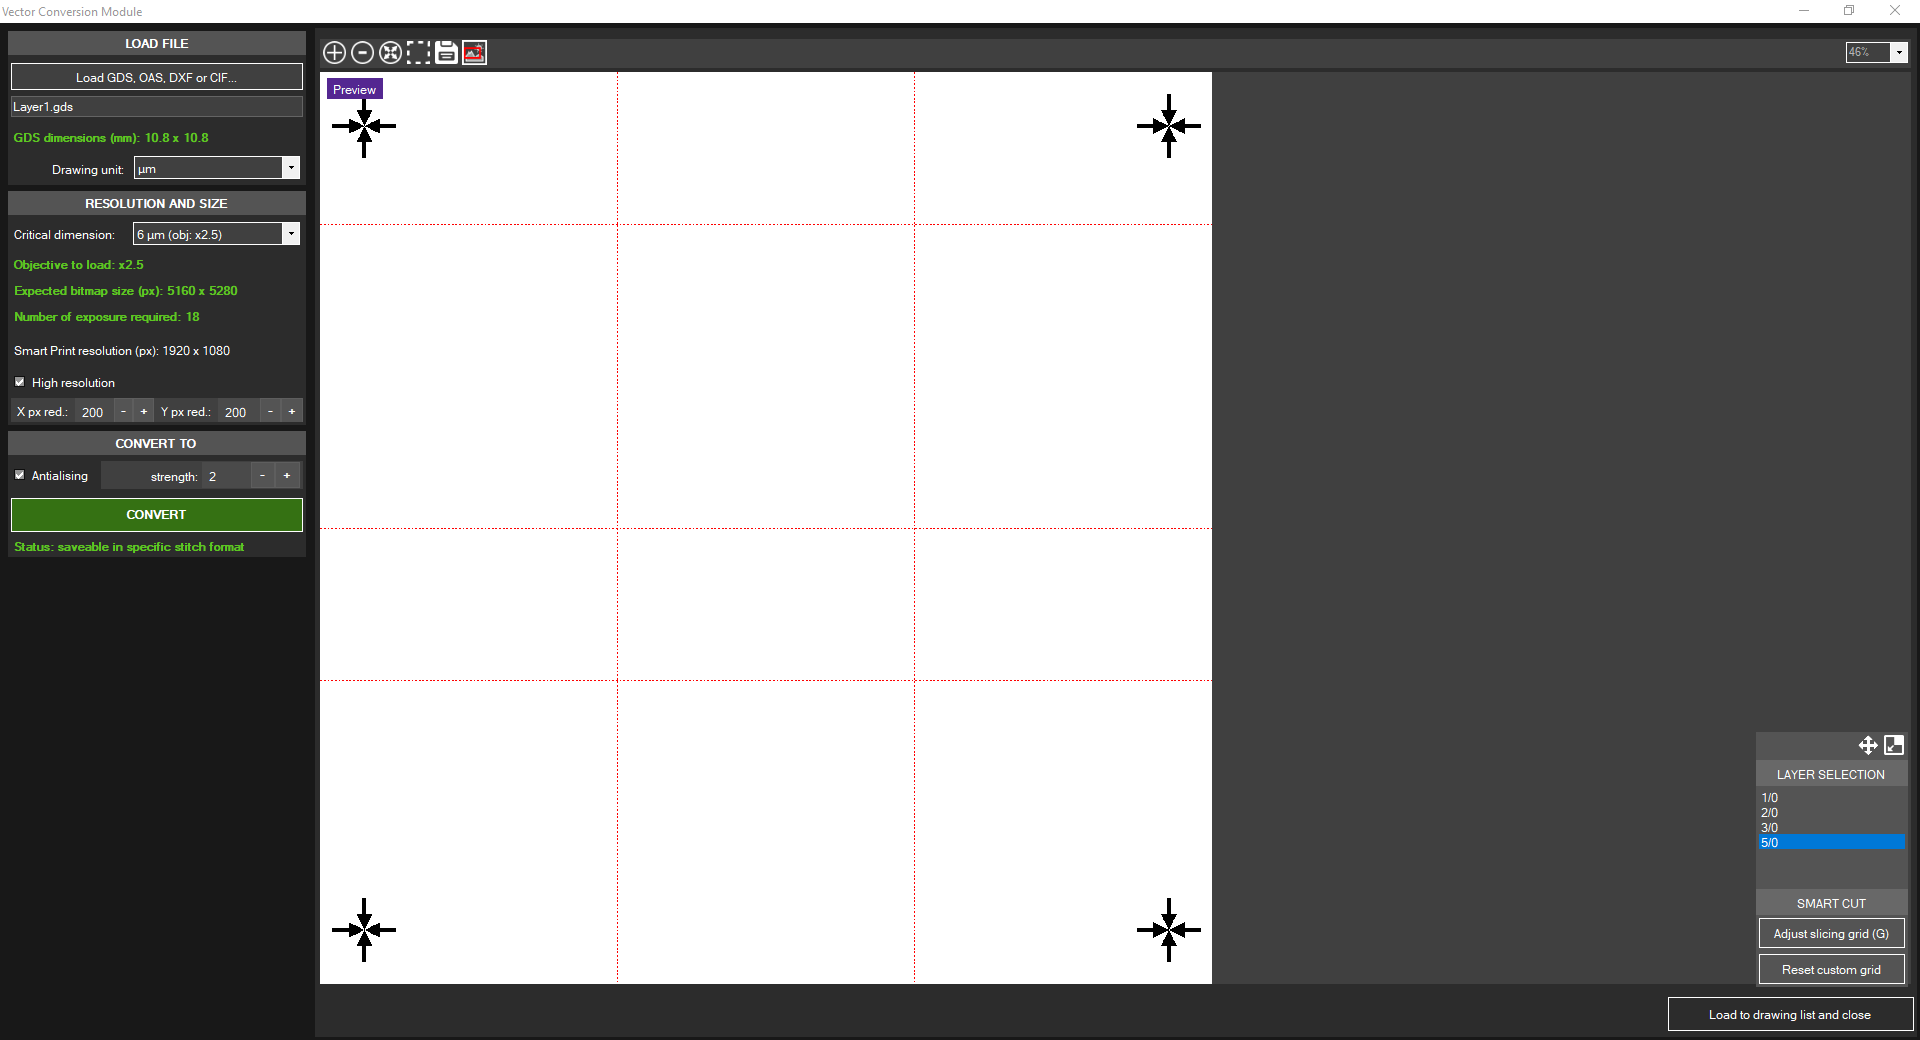 Vector Conversion Module
LOAD FILE
Load GDS, OAS, DXF or CIF...
Layer1.gds
GDS dimensions (mm): 10.8 x 10.8
Drawing unit: µm
RESOLUTION AND SIZE
Critical dimension: 6 µm (obj: x2.5)
Objective to load: x2.5
Expected bitmap size (px): 5160 x 5280
Number of exposure required: 18
Smart Print resolution (px): 1920 x 1080
High resolution
X px red.: 200 - + Y px red.: 200 - +
CONVERT TO
Antialising strength: 2 - +
CONVERT
Status: saveable in specific stitch format
46%
Preview
LAYER SELECTION
1/0
2/0
3/0
5/0
SMART CUT
Adjust slicing grid (G)
Reset custom grid
Load to drawing list and close